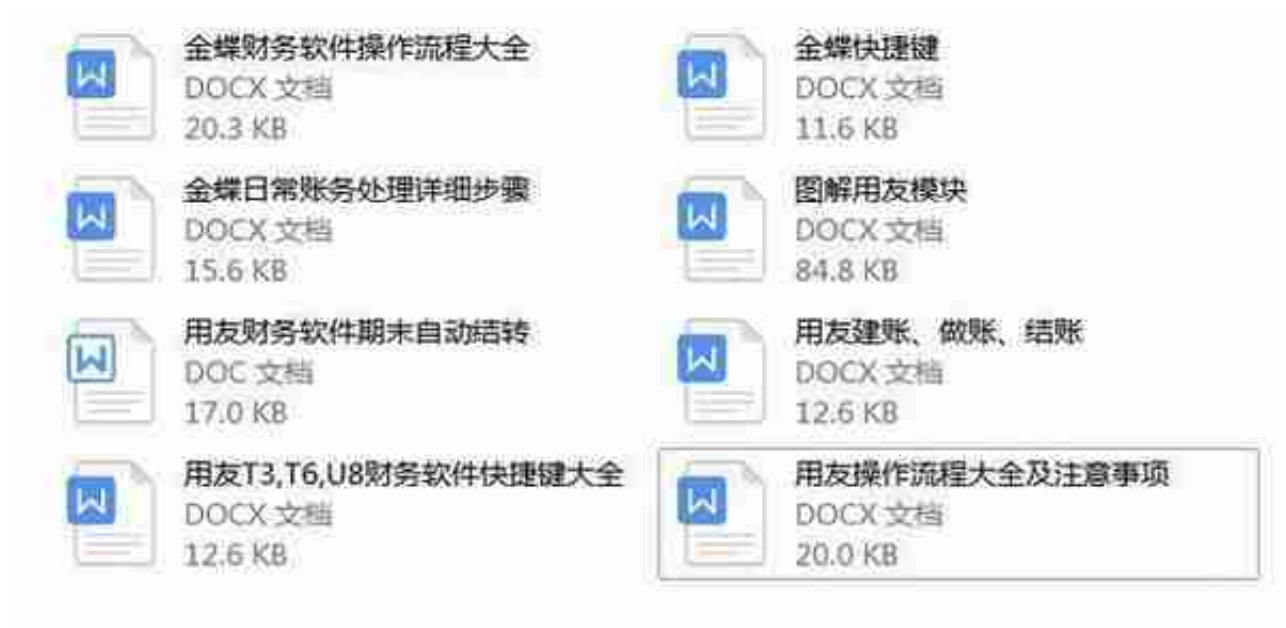 金蝶财务软件操作流程大全
DOCX 文档
20.3 KB
金蝶快捷键
DOCX 文档
11.6 KB
金蝶日常账务处理详细步骤
DOCX 文档
15.6 KB
图解用友模块
DOCX 文档
84.8 KB
用友财务软件期末自动结转
DOC 文档
17.0 KB
用友建账、做账、结账
DOCX 文档
12.6 KB
用友T3,T6,U8财务软件快捷键大全
DOCX 文档
12.6 KB
用友操作流程大全及注意事项
DOCX 文档
20.0 KB